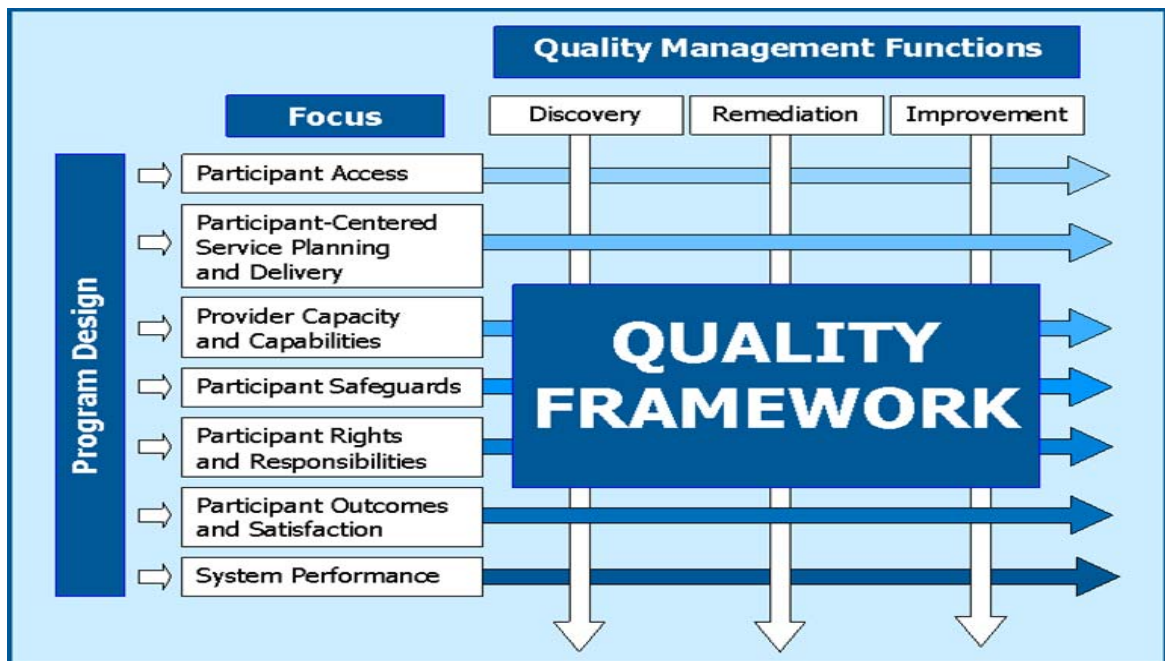 Quality Management Functions
Focus
Discovery
Remediation
Improvement
Program Design
Participant Access
Participant-Centered
Service Planning
and Delivery
Provider Capacity
and Capabilities
Participant Safeguards
Participant Rights
and Responsibilities
Participant Outcomes
and Satisfaction
System Performance
QUALITY
FRAMEWORK